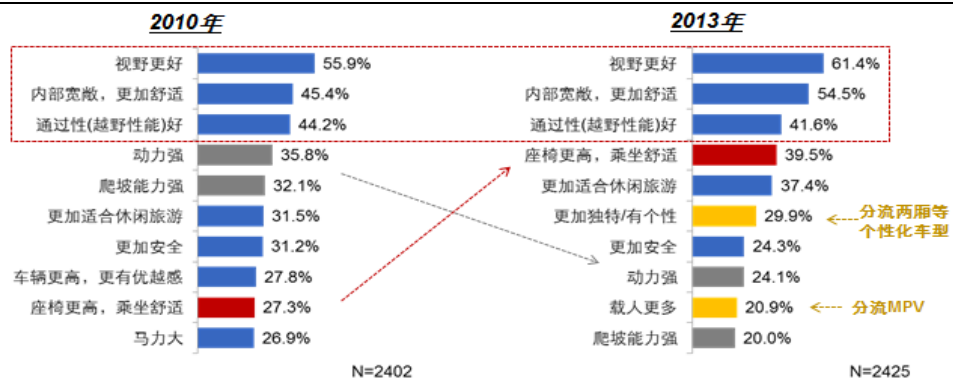 2010年
视野更好 55.9%
内部宽敞，更加舒适 45.4%
通过性(越野性能)好 44.2%
动力强 35.8%
爬坡能力强 32.1%
更加适合休闲旅游 31.5%
更加安全 31.2%
车辆更高，更有优越感 27.8%
座椅更高，乘坐舒适 27.3%
马力大 26.9%
N=2402
2013年
视野更好 61.4%
内部宽敞，更加舒适 54.5%
通过性(越野性能)好 41.6%
座椅更高，乘坐舒适 39.5%
更加适合休闲旅游 37.4%
更加独特/有个性 29.9%
分流两厢等
个性化车型
更加安全 24.3%
动力强 24.1%
载人更多 20.9%
分流MPV
爬坡能力强 20.0%
N=2425